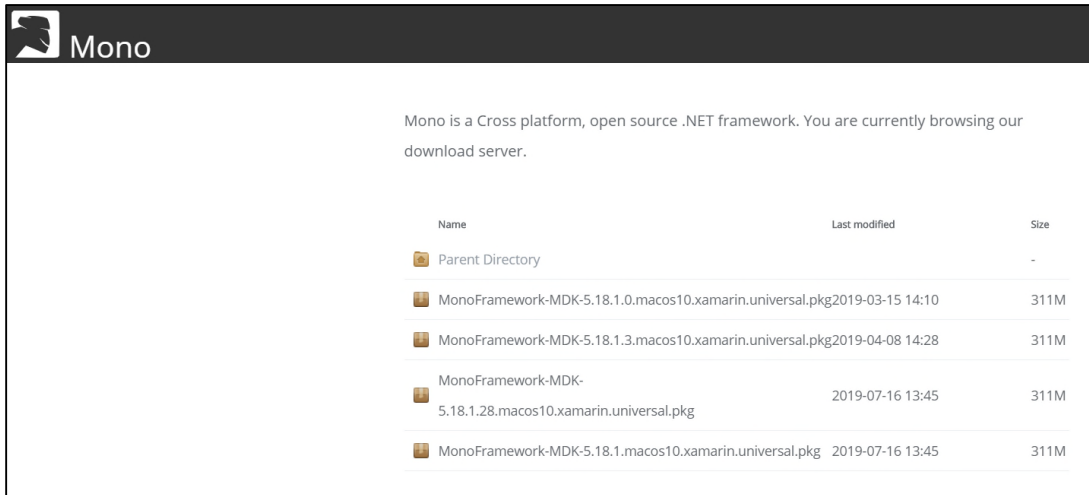 Mono
Mono is a Cross platform, open source .NET framework. You are currently browsing our
download server.
Name Last modified Size
Parent Directory -
MonoFramework-MDK-5.18.1.0.macos10.xamarin.universal.pkg2019-03-15 14:10 311M
MonoFramework-MDK-5.18.1.3.macos10.xamarin.universal.pkg2019-04-08 14:28 311M
MonoFramework-MDK-
5.18.1.28.macos10.xamarin.universal.pkg 2019-07-16 13:45 311M
MonoFramework-MDK-5.18.1.macos10.xamarin.universal.pkg 2019-07-16 13:45 311M